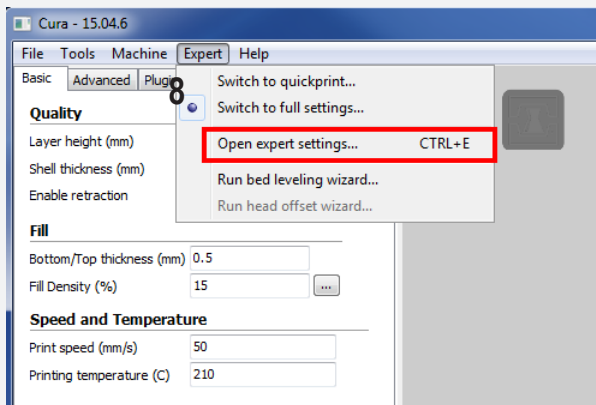 Cura - 15.04.6
File Tools Machine Expert Help
Basic Advanced Plugi
8
Switch to quickprint...
Switch to full settings...
Open expert settings... CTRL+E
Run bed leveling wizard...
Run head offset wizard...
Quality
Layer height (mm)
Shell thickness (mm)
Enable retraction
Fill
Bottom/Top thickness (mm) 0.5
Fill Density (%) 15 ...
Speed and Temperature
Print speed (mm/s) 50
Printing temperature (C) 210